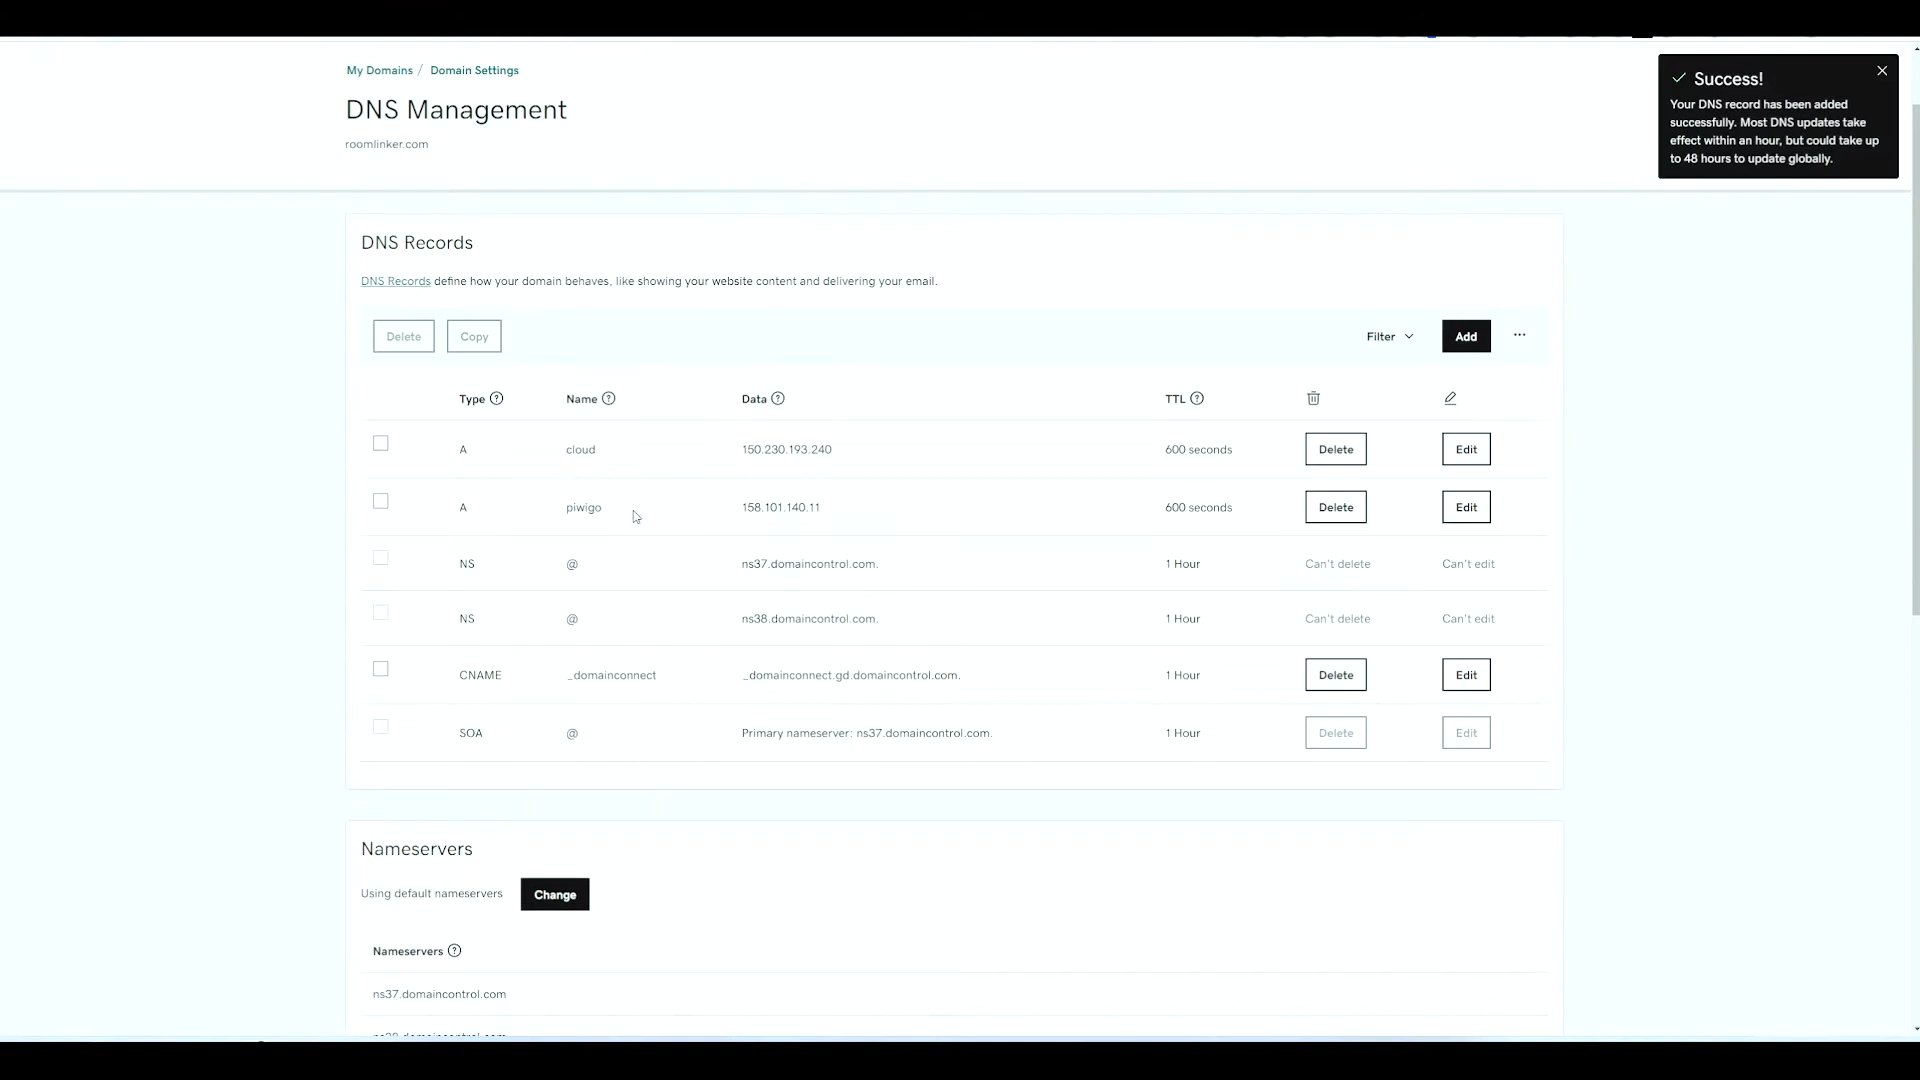 My Domains / Domain Settings
DNS Management
roomlinker.com
Success!
Your DNS record has been added
successfully. Most DNS updates take
effect within an hour, but could take up
to 48 hours to update globally.
DNS Records
DNS Records define how your domain behaves, like showing your website content and delivering your email.
Delete Copy Filter Add ...
Type Name Data TTL
A cloud 150.230.193.240 600 seconds Delete Edit
A piwigo 158.101.140.11 600 seconds Delete Edit
NS @ ns37.domaincontrol.com. 1 Hour Can't delete Can't edit
NS @ ns38.domaincontrol.com. 1 Hour Can't delete Can't edit
CNAME _domainconnect _domainconnect.gd.domaincontrol.com. 1 Hour Delete Edit
SOA @ Primary nameserver: ns37.domaincontrol.com. 1 Hour Delete Edit
Nameservers
Using default nameservers Change
Nameservers
ns37.domaincontrol.com